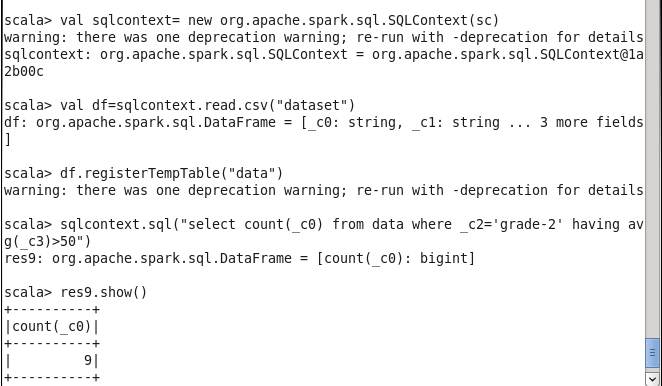 scala> val sqlcontext= new org.apache.spark.sql.SQLContext(sc)
warning: there was one deprecation warning; re-run with -deprecation for details
sqlcontext: org.apache.spark.sql.SQLContext = org.apache.spark.sql.SQLContext@1a
2b00c
scala> val df=sqlcontext.read.csv("dataset")
df: org.apache.spark.sql.DataFrame = [_c0: string, _c1: string ... 3 more fields
]
scala> df.registerTempTable("data")
warning: there was one deprecation warning; re-run with -deprecation for details
scala> sqlcontext.sql("select count(_c0) from data where _c2='grade-2' having av
g(_c3)>50")
res9: org.apache.spark.sql.DataFrame = [count(_c0): bigint]
scala> res9.show()
+----------+
|count(_c0)|
+----------+
|         9|
+----------+